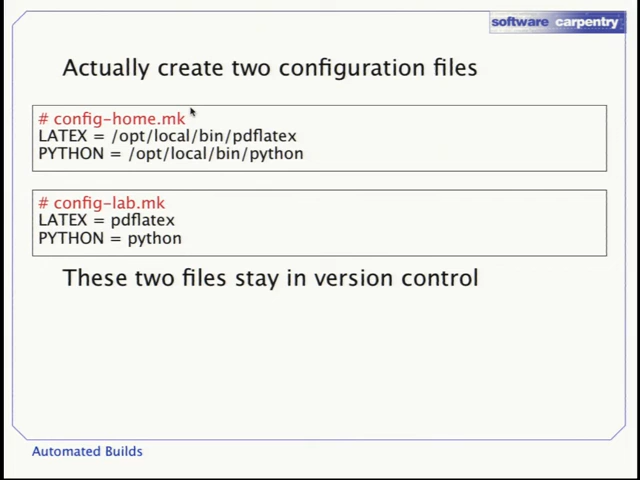 software carpentry
Actually create two configuration files
# config-home.mk
LATEX = /opt/local/bin/pdflatex
PYTHON = /opt/local/bin/python
# config-lab.mk
LATEX = pdflatex
PYTHON = python
These two files stay in version control
Automated Builds